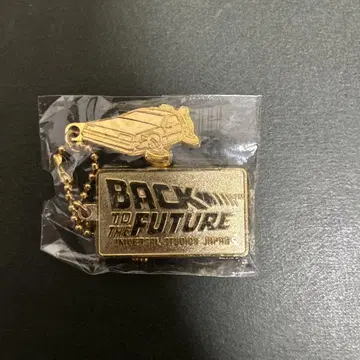 BACK
TO THE
FUTURE
UNIVERSAL STUDIOS JAPAN